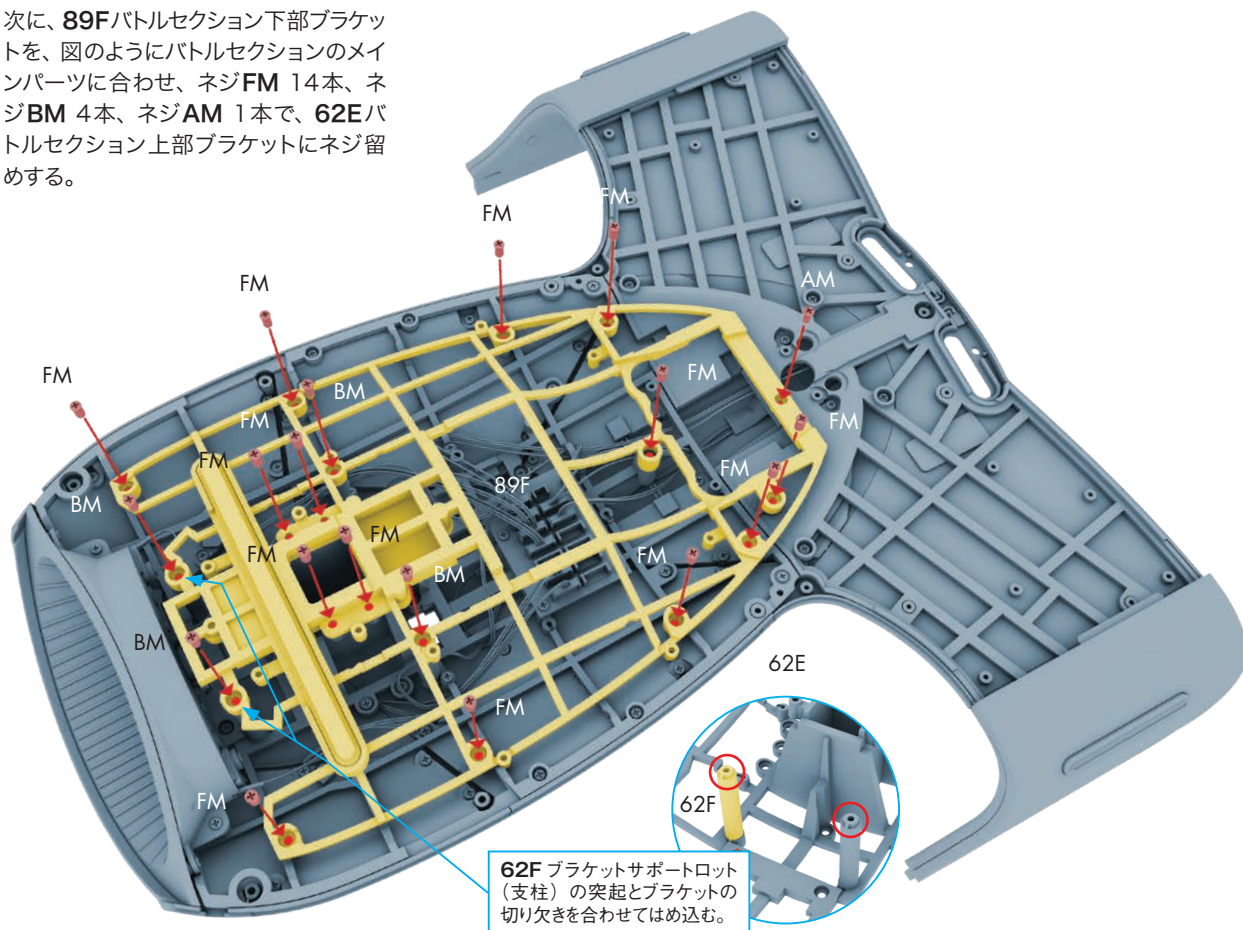 次に、89Fバトルセクション下部ブラケッ
トを、図のようにバトルセクションのメイ
ンパーツに合わせ、ネジFM 14本、ネ
ジBM 4本、ネジAM 1本で、62Eバ
トルセクション上部ブラケットにネジ留
めする。
FM
FM
FM
AM
FM
FM
BM
FM
FM
FM
BM
89F
FM
FM
FM
BM
FM
BM
62E
FM
FM
62F
62F ブラケットサポートロット
（支柱）の突起とブラケットの
切り欠きを合わせてはめ込む。